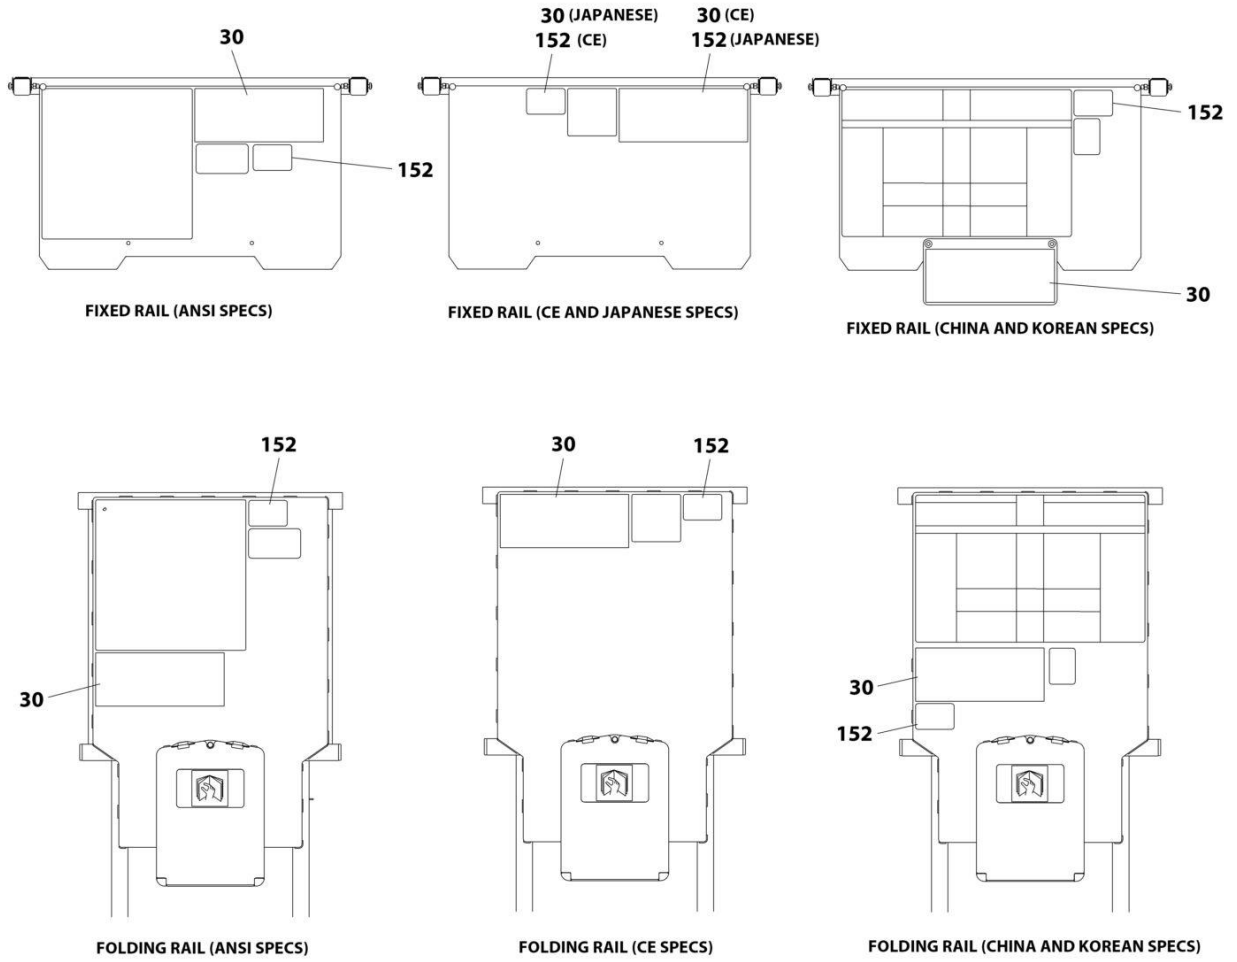 30
152
FIXED RAIL (ANSI SPECS)
30 (JAPANESE) 30 (CE)
152 (CE) 152 (JAPANESE)
FIXED RAIL (CE AND JAPANESE SPECS)
152
30
FIXED RAIL (CHINA AND KOREAN SPECS)
152
30
FOLDING RAIL (ANSI SPECS)
30 152
FOLDING RAIL (CE SPECS)
30
152
FOLDING RAIL (CHINA AND KOREAN SPECS)